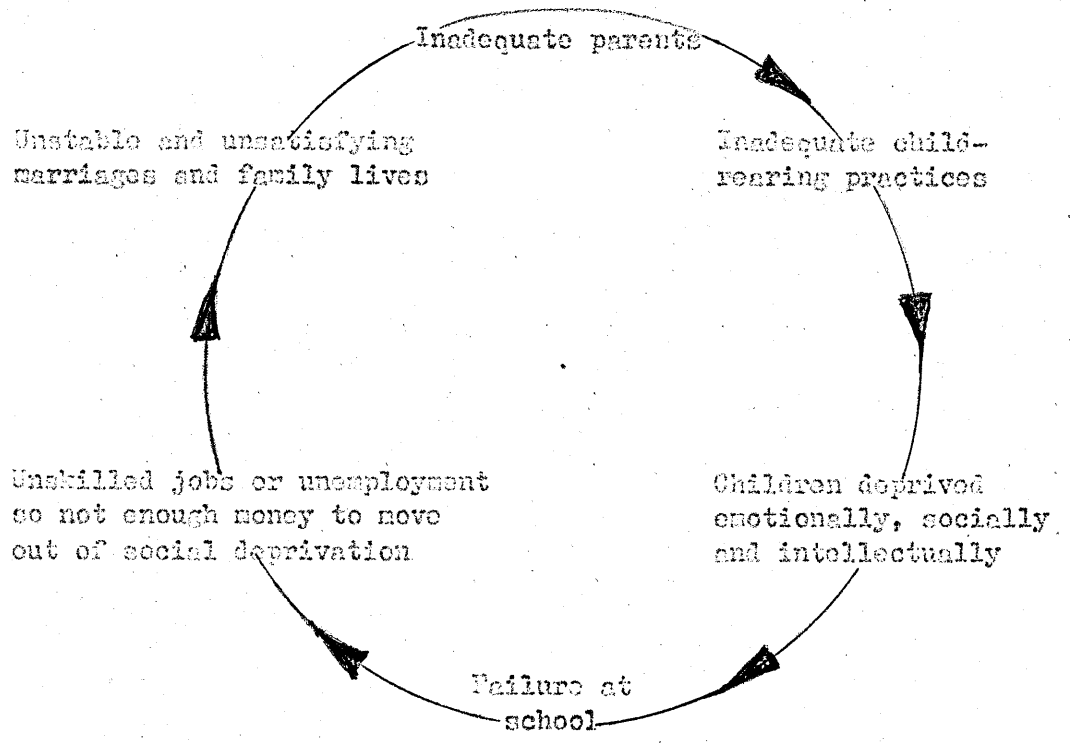 Inadequate parents
Inadequate child-
rearing practices
Children deprived
emotionally, socially
and intellectually
Failure at
school
Unskilled jobs or unemployment
so not enough money to move
out of social deprivation
Unstable and unsatisfying
marriages and family lives